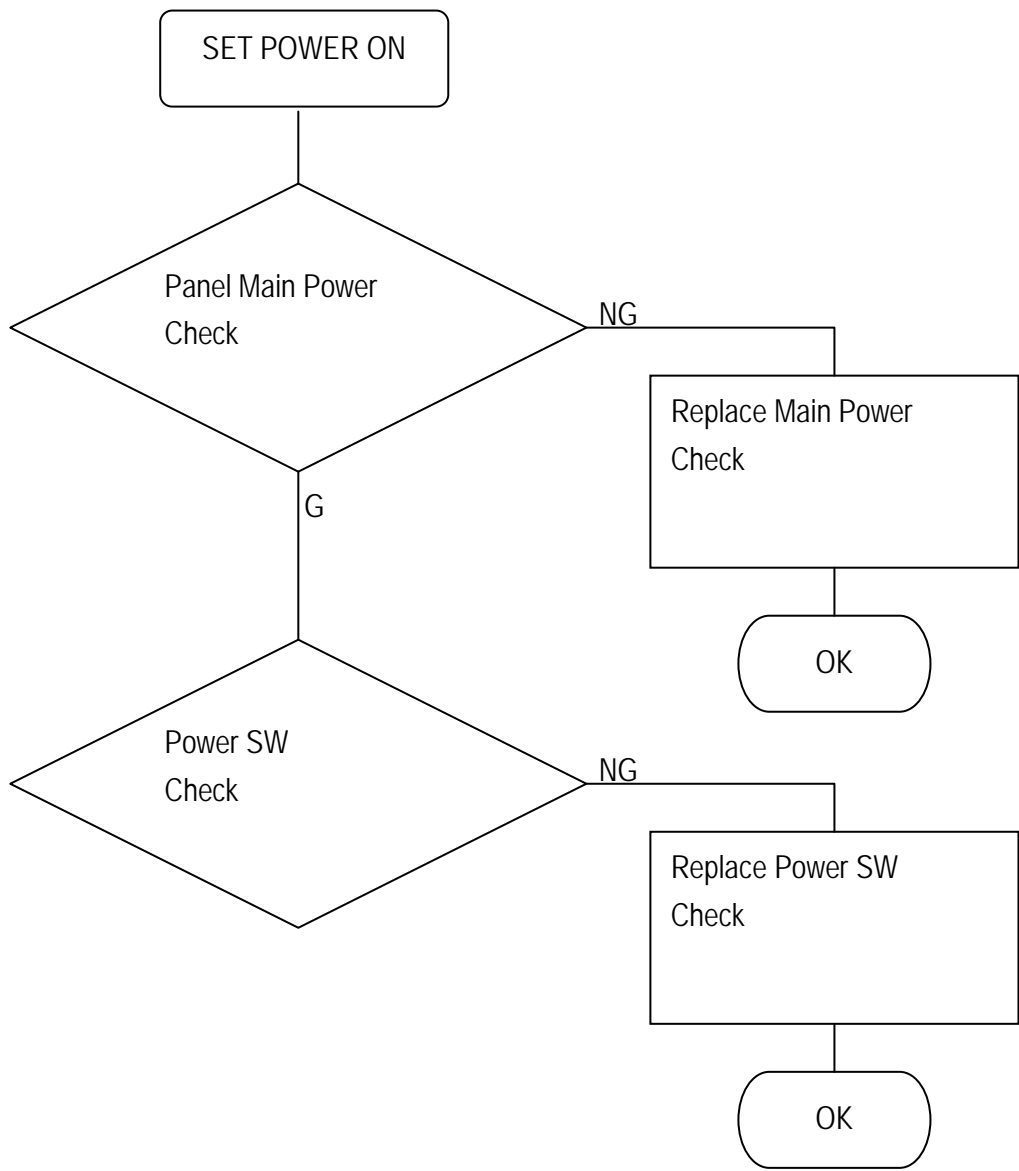 SET POWER ON
Panel Main Power
Check
NG
Replace Main Power
Check
G
OK
Power SW
Check
NG
Replace Power SW
Check
OK